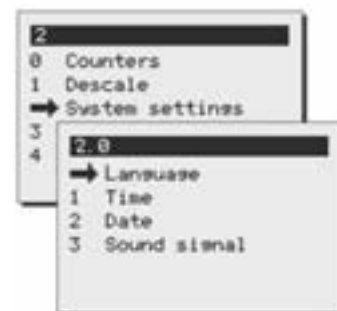 2
0 Counters
1 Descale
System settings
3
4
2.0
Language
1 Time
2 Date
3 Sound signal